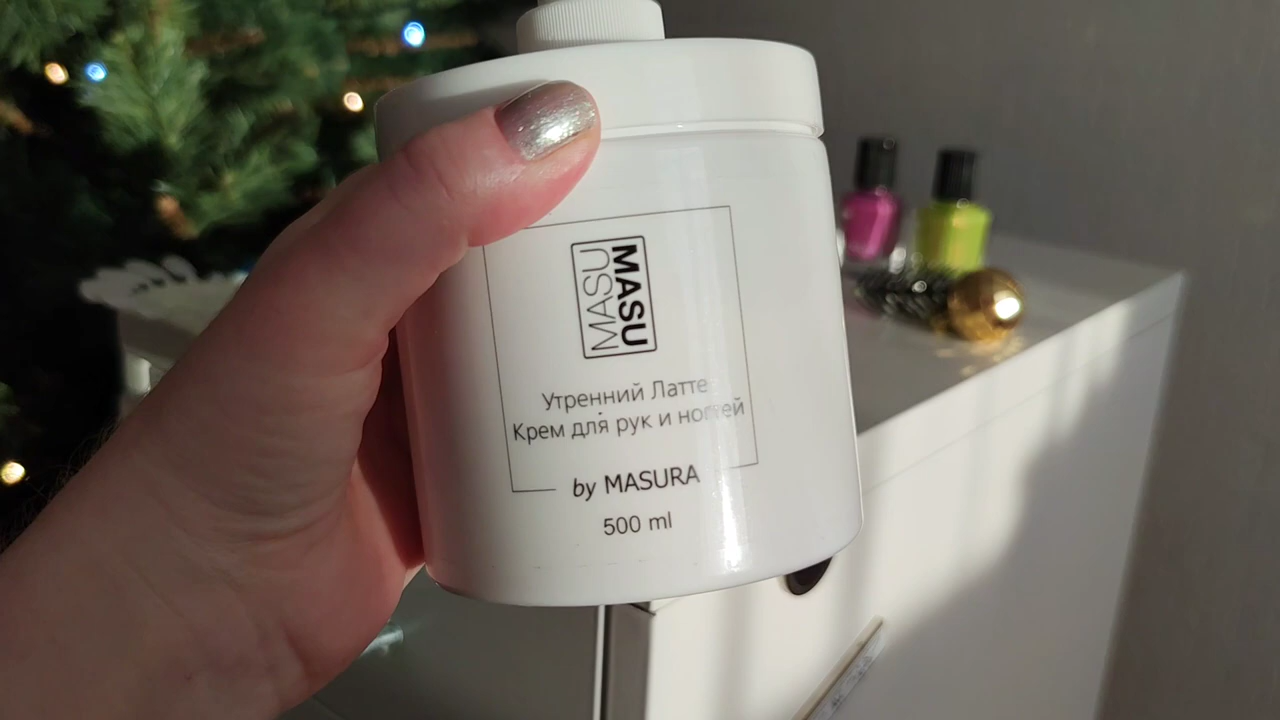 MASU
MASU
Утренний Латте
Крем для рук и ногтей
by MASURA
500 ml